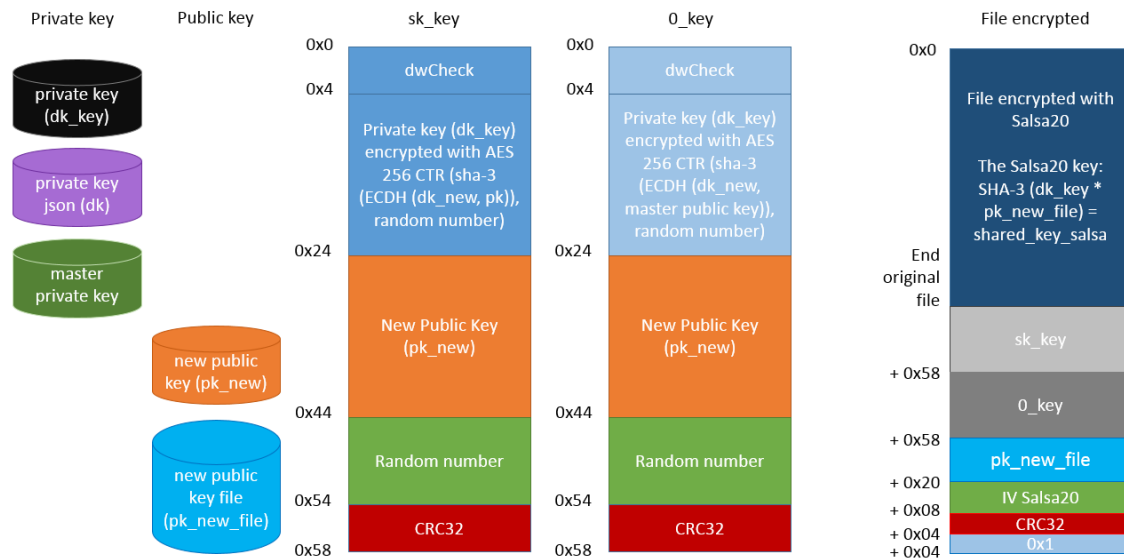 Private key
Public key
sk_key
0_key
File encrypted
private key
(dk_key)
private key
json (dk)
master
private key
new public
key (pk_new)
new public
key file
(pk_new_file)
0x0
dwCheck
0x4
Private key (dk_key)
encrypted with AES
256 CTR (sha-3
(ECDH (dk_new, pk)),
random number)
0x24
New Public Key
(pk_new)
0x44
Random number
0x54
CRC32
0x58
0x0
dwCheck
0x4
Private key (dk_key)
encrypted with AES
256 CTR (sha-3
(ECDH (dk_new,
master public key)),
random number)
0x24
New Public Key
(pk_new)
0x44
Random number
0x54
CRC32
0x58
0x0
File encrypted with
Salsa20
The Salsa20 key:
SHA-3 (dk_key *
pk_new_file) =
shared_key_salsa
End
original
file
sk_key
+ 0x58
0_key
+ 0x58
pk_new_file
+ 0x20
IV Salsa20
+ 0x08
CRC32
+ 0x04
0x1
+ 0x04